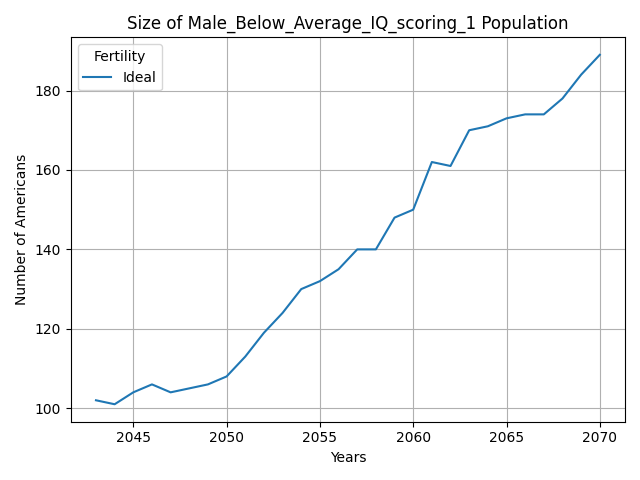 Size of Male_Below_Average_IQ_scoring_1 Population
Fertility
Ideal
Number of Americans
180
160
140
120
100
2045 2050 2055 2060 2065 2070
Years